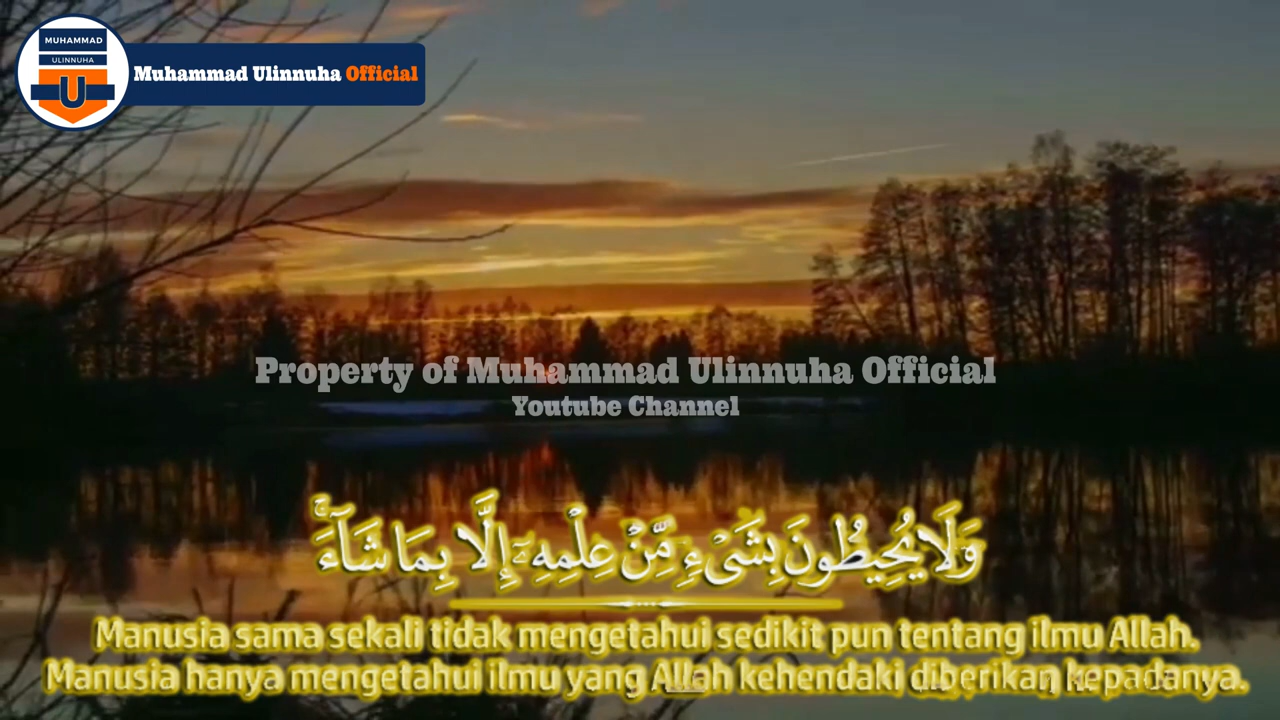 MUHAMMAD
ULINNUHA
U
Muhammad Ulinnuha Official
Property of Muhammad Ulinnuha Official
Youtube Channel
وَلَا يُحِيطُونَ بِشَىْءٍ مِّنْ عِلْمِهِۦٓ إِلَّا بِمَا شَآءَۚ
Manusia sama sekali tidak mengetahui sedikit pun tentang ilmu Allah.
Manusia hanya mengetahui ilmu yang Allah kehendaki diberikan kepadanya.